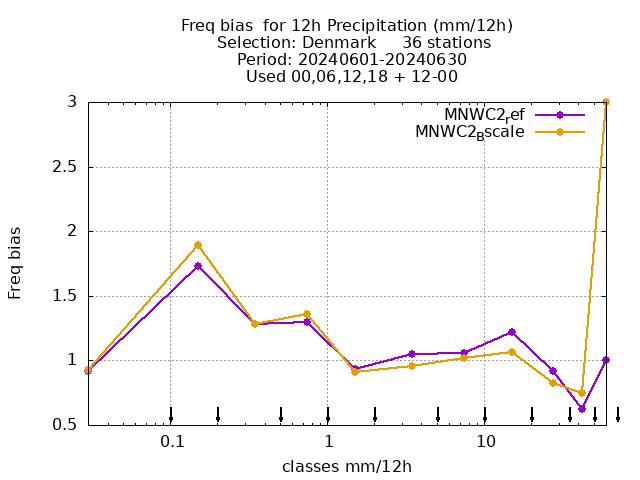 Freq bias  for 12h Precipitation (mm/12h)
Selection: Denmark     36 stations
Period: 20240601-20240630
Used 00,06,12,18 + 12-00
MNWC2ref
MNWC2Bscale
3
2.5
2
1.5
1
0.5
Freq bias
0.1
1
10
classes mm/12h